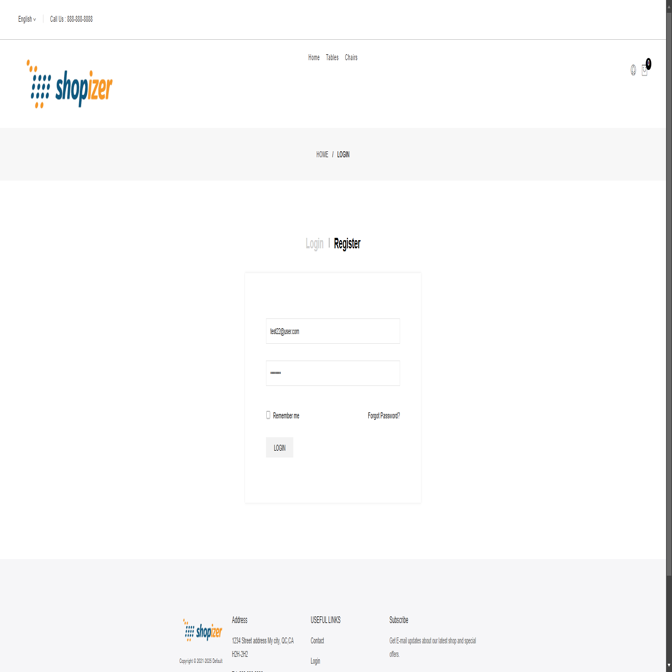 English
Call Us : 888-888-8888
Home Tables Chairs
shopizer
0
HOME / LOGIN
Login | Register
test22@user.com
Remember me
Forgot Password?
LOGIN
shopizer
Copyright © 2021 2025 Default
Address
1234 Street address My city, QC CA
H2H-2H2
USEFUL LINKS
Contact
Login
Subscribe
Get E-mail updates about our latest shop and special
offers.